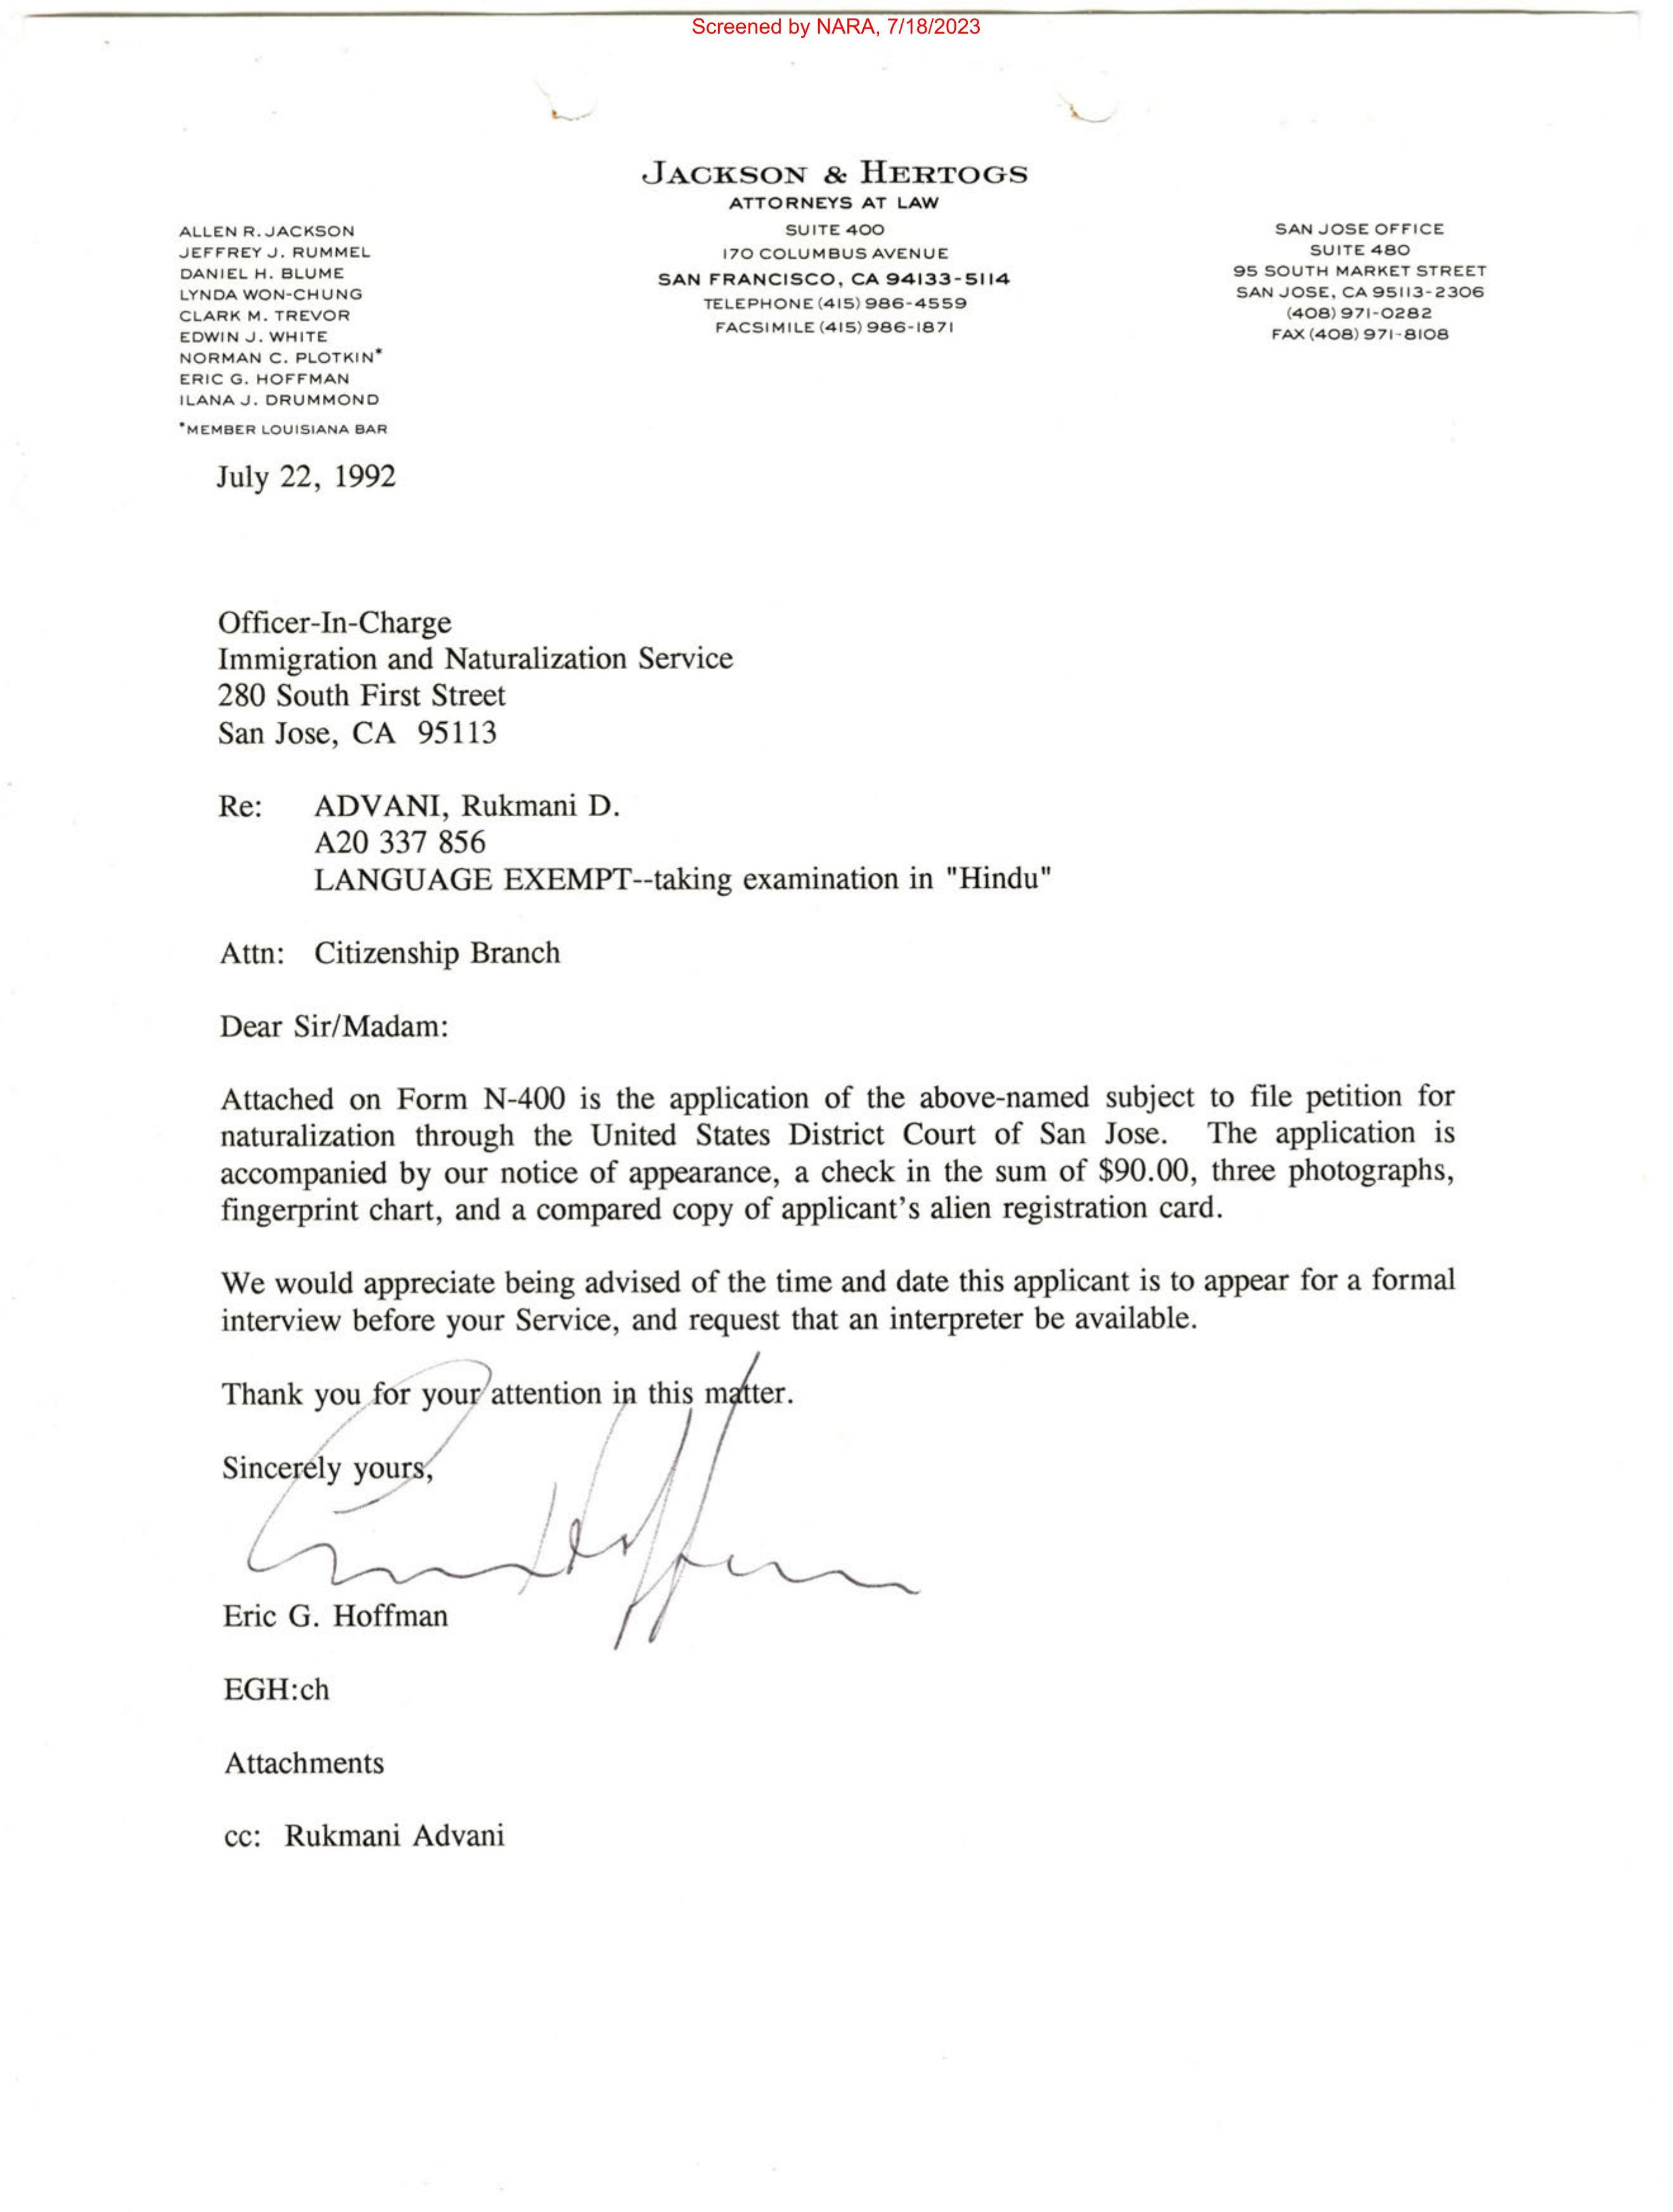 Screened by NARA, 7/18/2023
JACKSON & HERTOGS
ATTORNEYS AT LAW
SUITE 400
170 COLUMBUS AVENUE
SAN FRANCISCO, CA 94133-5114
TELEPHONE (415) 986-4559
FACSIMILE (415) 986-1871
ALLEN R. JACKSON
JEFFREY J. RUMMEL
DANIEL H. BLUME
LYNDA WON-CHUNG
CLARK M. TREVOR
EDWIN J. WHITE
NORMAN C. PLOTKIN*
ERIC G. HOFFMAN
ILANA J. DRUMMOND
*MEMBER LOUISIANA BAR
SAN JOSE OFFICE
SUITE 480
95 SOUTH MARKET STREET
SAN JOSE, CA 95113-2306
(408) 971-0282
FAX (408) 971-8108
July 22, 1992
Officer-In-Charge
Immigration and Naturalization Service
280 South First Street
San Jose, CA 95113
Re: ADVANI, Rukmani D.
A20 337 856
LANGUAGE EXEMPT--taking examination in "Hindu"
Attn: Citizenship Branch
Dear Sir/Madam:
Attached on Form N-400 is the application of the above-named subject to file petition for
naturalization through the United States District Court of San Jose. The application is
accompanied by our notice of appearance, a check in the sum of $90.00, three photographs,
fingerprint chart, and a compared copy of applicant's alien registration card.
We would appreciate being advised of the time and date this applicant is to appear for a formal
interview before your Service, and request that an interpreter be available.
Thank you for your attention in this matter.
Sincerely yours,
Eric G. Hoffman
EGH:ch
Attachments
cc: Rukmani Advani